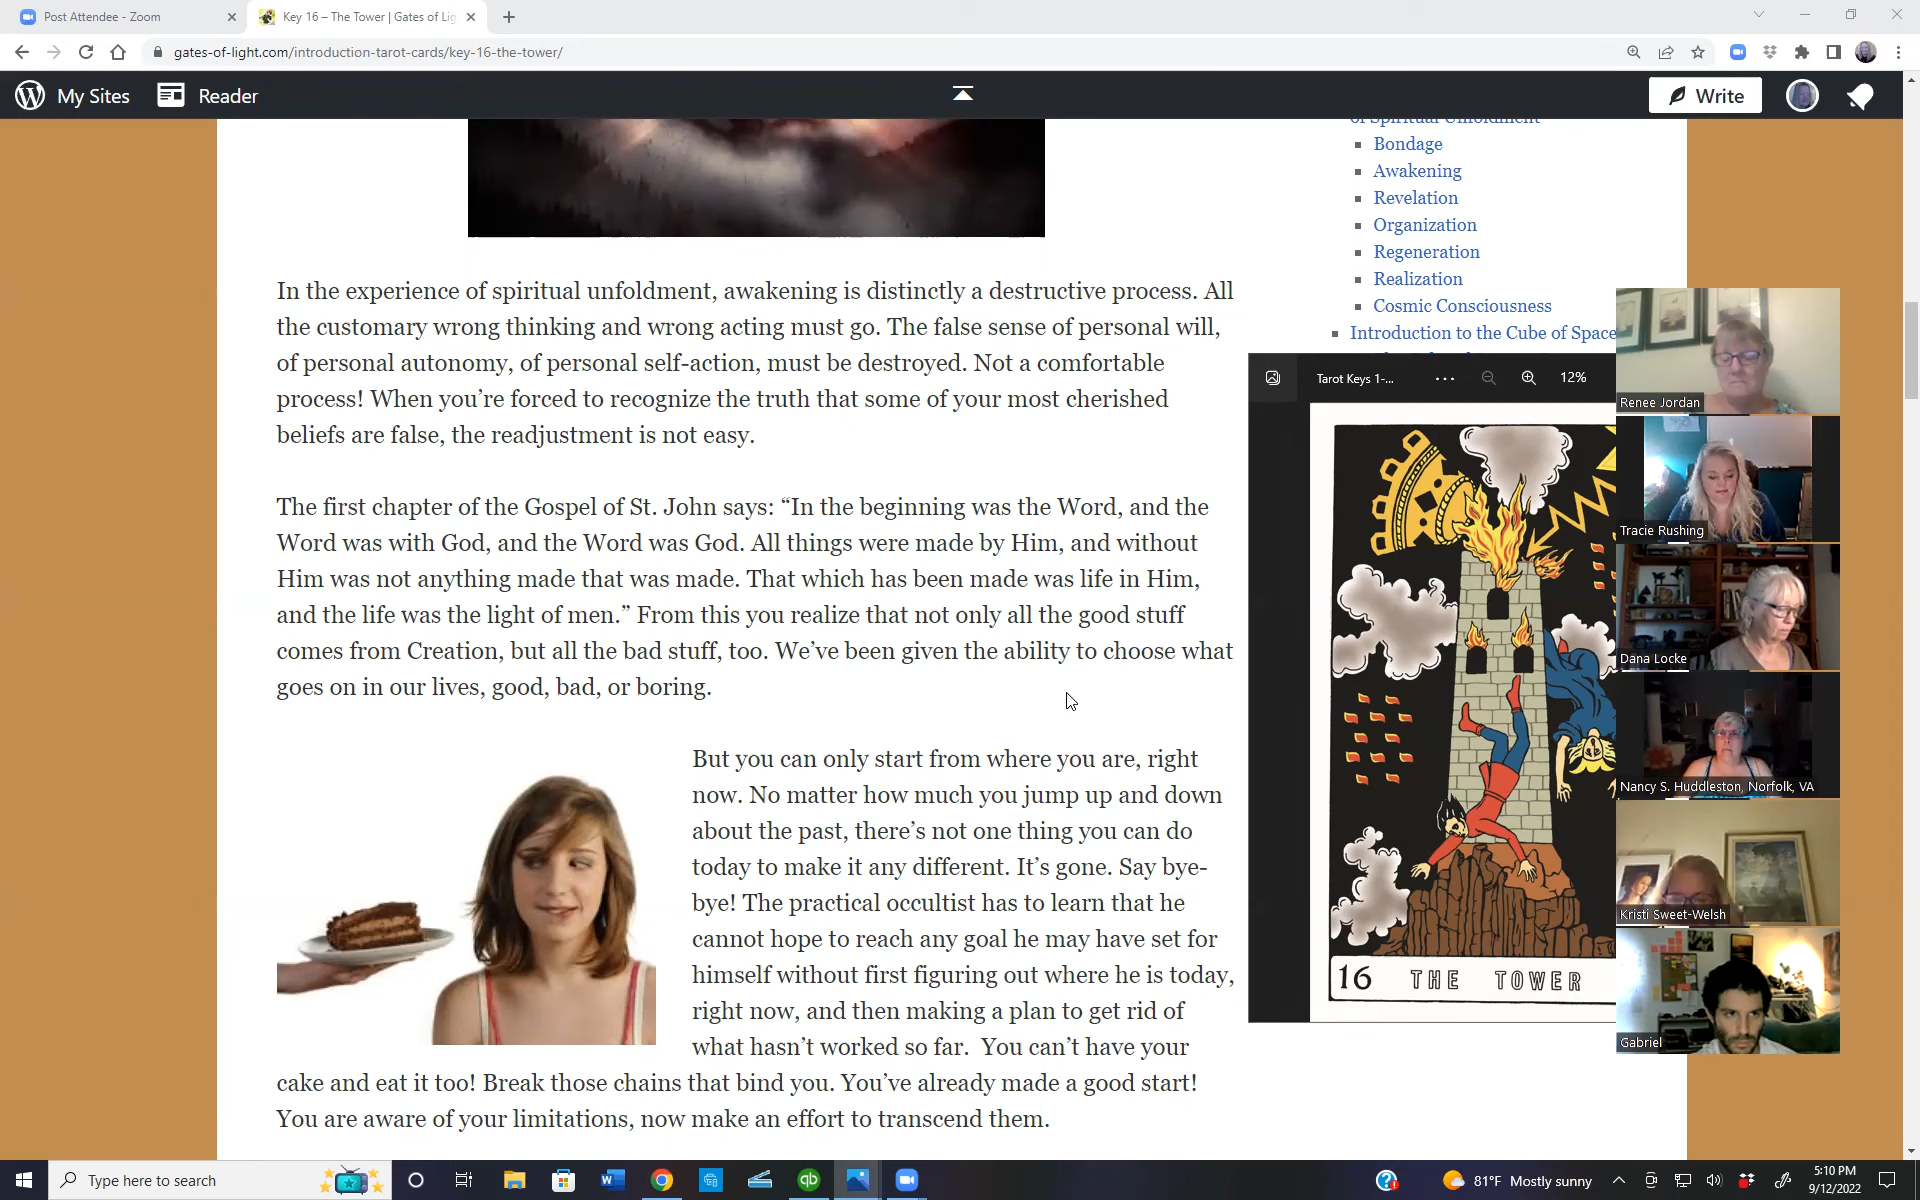 Post Attendee - Zoom
Key 16 – The Tower | Gates of Lig
gates-of-light.com/introduction-tarot-cards/key-16-the-tower/
My Sites
Reader
Write
of Spiritual Unfoldment
Bondage
Awakening
Revelation
Organization
Regeneration
Realization
Cosmic Consciousness
Introduction to the Cube of Space
In the experience of spiritual unfoldment, awakening is distinctly a destructive process. All
the customary wrong thinking and wrong acting must go. The false sense of personal will,
of personal autonomy, of personal self-action, must be destroyed. Not a comfortable
process! When you’re forced to recognize the truth that some of your most cherished
beliefs are false, the readjustment is not easy.
The first chapter of the Gospel of St. John says: “In the beginning was the Word, and the
Word was with God, and the Word was God. All things were made by Him, and without
Him was not anything made that was made. That which has been made was life in Him,
and the life was the light of men.” From this you realize that not only all the good stuff
comes from Creation, but all the bad stuff, too. We’ve been given the ability to choose what
goes on in our lives, good, bad, or boring.
But you can only start from where you are, right
now. No matter how much you jump up and down
about the past, there’s not one thing you can do
today to make it any different. It’s gone. Say bye-
bye! The practical occultist has to learn that he
cannot hope to reach any goal he may have set for
himself without first figuring out where he is today,
right now, and then making a plan to get rid of
what hasn’t worked so far.  You can’t have your
cake and eat it too! Break those chains that bind you. You’ve already made a good start!
You are aware of your limitations, now make an effort to transcend them.
Tarot Keys 1-...
12%
16 THE TOWER
Renee Jordan
Tracie Rushing
Dana Locke
Nancy S. Huddleston, Norfolk, VA
Kristi Sweet-Welsh
Gabriel
Type here to search
81°F Mostly sunny
5:10 PM
9/12/2022